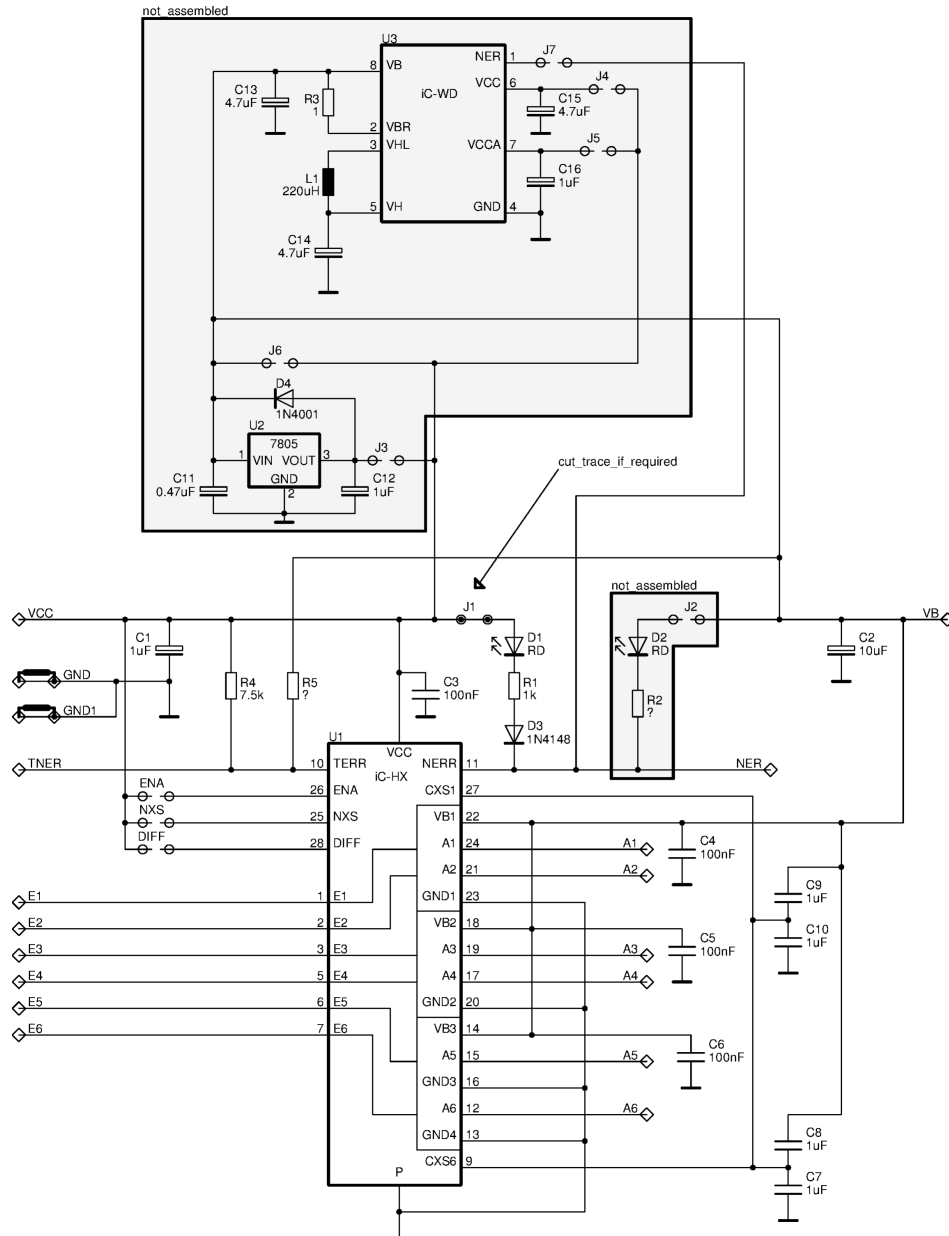 not_assembled
U3
J7
8 VB
NER 1
VCC 6
J4
C13
4.7uF
R3
1
iC-WD
C15
4.7uF
2 VBR
3 VHL
VCCA 7
J5
L1
220uH
C16
1uF
5 VH
GND 4
C14
4.7uF
J6
D4
1N4001
U2
7805
1 VIN VOUT 3
J3
GND
2
C11
0.47uF
C12
1uF
cut_trace_if_required
not_assembled
VCC
J1
J2
VB
C1
1uF
D1
RD
D2
RD
C2
10uF
GND
R4
7.5k
R5
?
C3
100nF
R1
1k
R2
?
GND1
D3
1N4148
U1
VCC
TNER
10 TERR
iC-HX
NERR 11
NER
ENA
26 ENA
CXS1 27
NXS
25 NXS
VB1 22
DIFF
28 DIFF
A1 24
A1
C4
100nF
A2 21
A2
E1
1 E1
GND1 23
C9
1uF
E2
2 E2
VB2 18
C10
1uF
E3
3 E3
A3 19
A3
C5
100nF
E4
5 E4
A4 17
A4
E5
6 E5
GND2 20
E6
7 E6
VB3 14
C6
100nF
A5 15
A5
GND3 16
A6 12
A6
GND4 13
C8
1uF
CXS6 9
P
C7
1uF